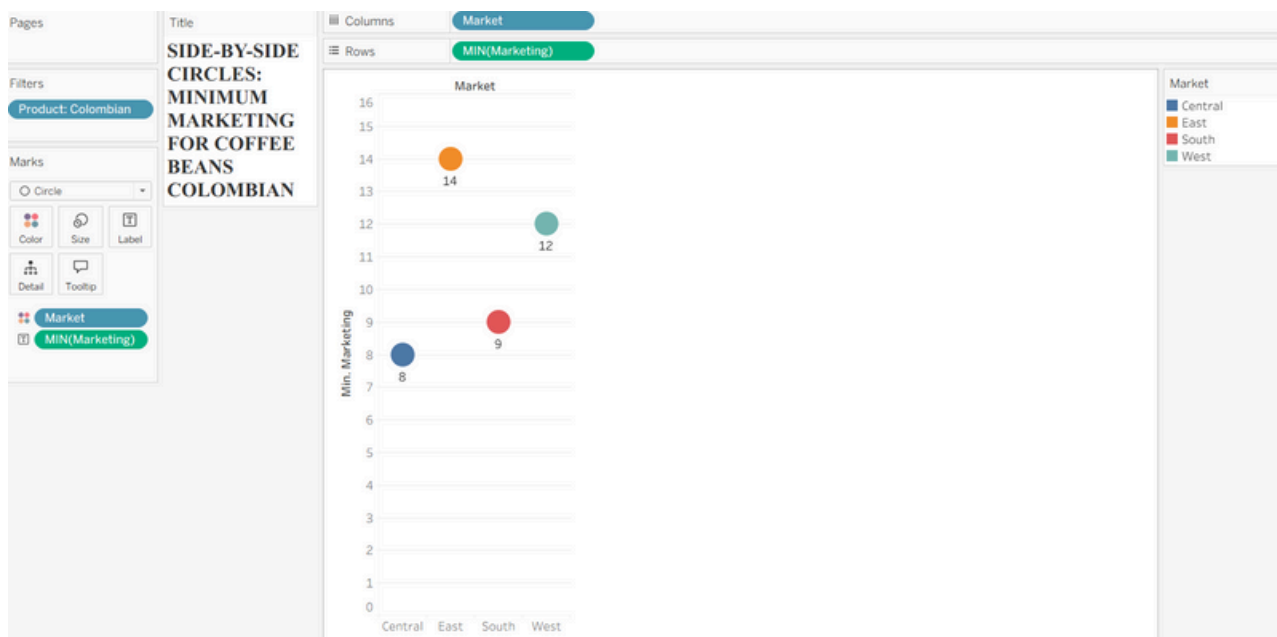 Pages
Filters
Product: Colombian
Marks
Circle
Color
Size
Label
Detail
Tooltip
Market
MIN(Marketing)
Title
SIDE-BY-SIDE
CIRCLES:
MINIMUM
MARKETING
FOR COFFEE
BEANS
COLOMBIAN
Columns
Market
Rows
MIN(Marketing)
Market
Min. Marketing
16
15
14
13
12
11
10
9
8
7
6
5
4
3
2
1
0
8
14
9
12
Central
East
South
West
Market
Central
East
South
West